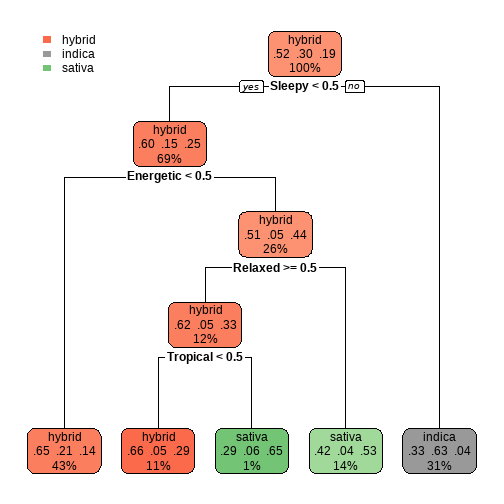 hybrid
indica
sativa
hybrid
.52 .30 .19
100%
yes Sleepy < 0.5 no
hybrid
.60 .15 .25
69%
Energetic < 0.5
hybrid
.51 .05 .44
26%
Relaxed >= 0.5
hybrid
.62 .05 .33
12%
Tropical < 0.5
hybrid
.65 .21 .14
43%
hybrid
.66 .05 .29
11%
sativa
.29 .06 .65
1%
sativa
.42 .04 .53
14%
indica
.33 .63 .04
31%